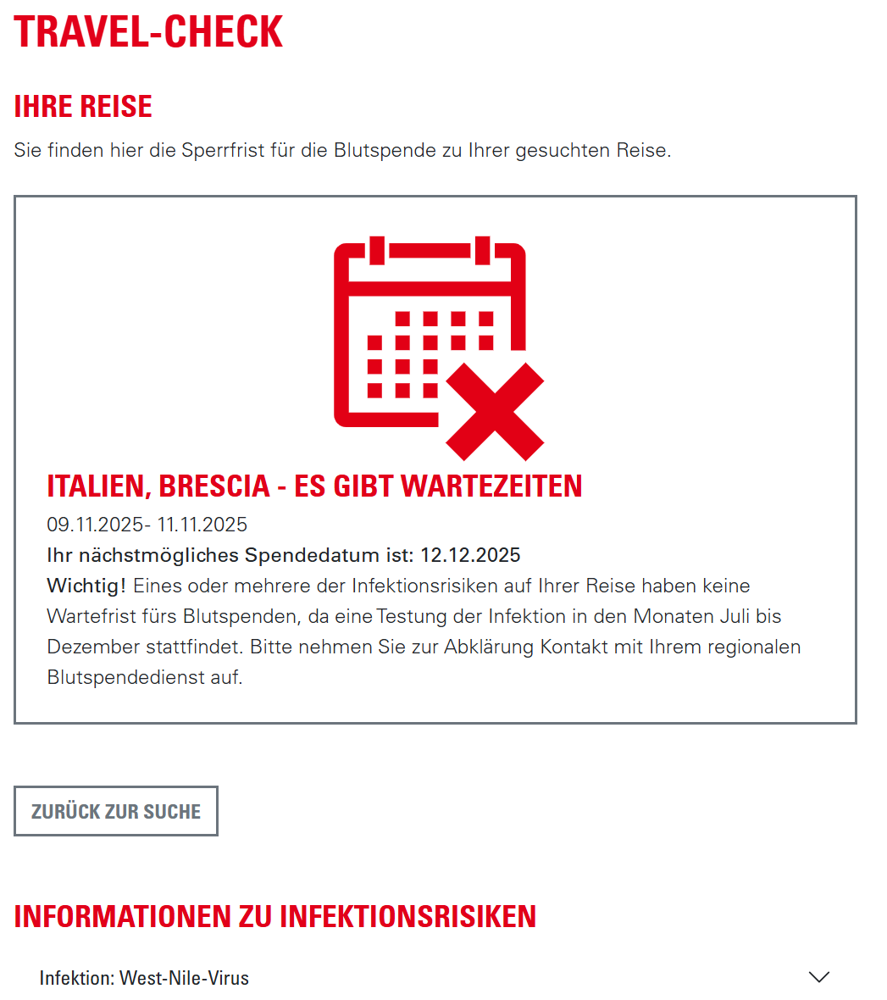 TRAVEL-CHECK
IHRE REISE
Sie finden hier die Sperrfrist für die Blutspende zu Ihrer gesuchten Reise.
ITALIEN, BRESCIA - ES GIBT WARTEZEITEN
09.11.2025- 11.11.2025
Ihr nächstmögliches Spendedatum ist: 12.12.2025
Wichtig! Eines oder mehrere der Infektionsrisiken auf Ihrer Reise haben keine
Wartefrist fürs Blutspenden, da eine Testung der Infektion in den Monaten Juli bis
Dezember stattfindet. Bitte nehmen Sie zur Abklärung Kontakt mit Ihrem regionalen
Blutspendedienst auf.
ZURÜCK ZUR SUCHE
INFORMATIONEN ZU INFEKTIONSRISIKEN
Infektion: West-Nile-Virus